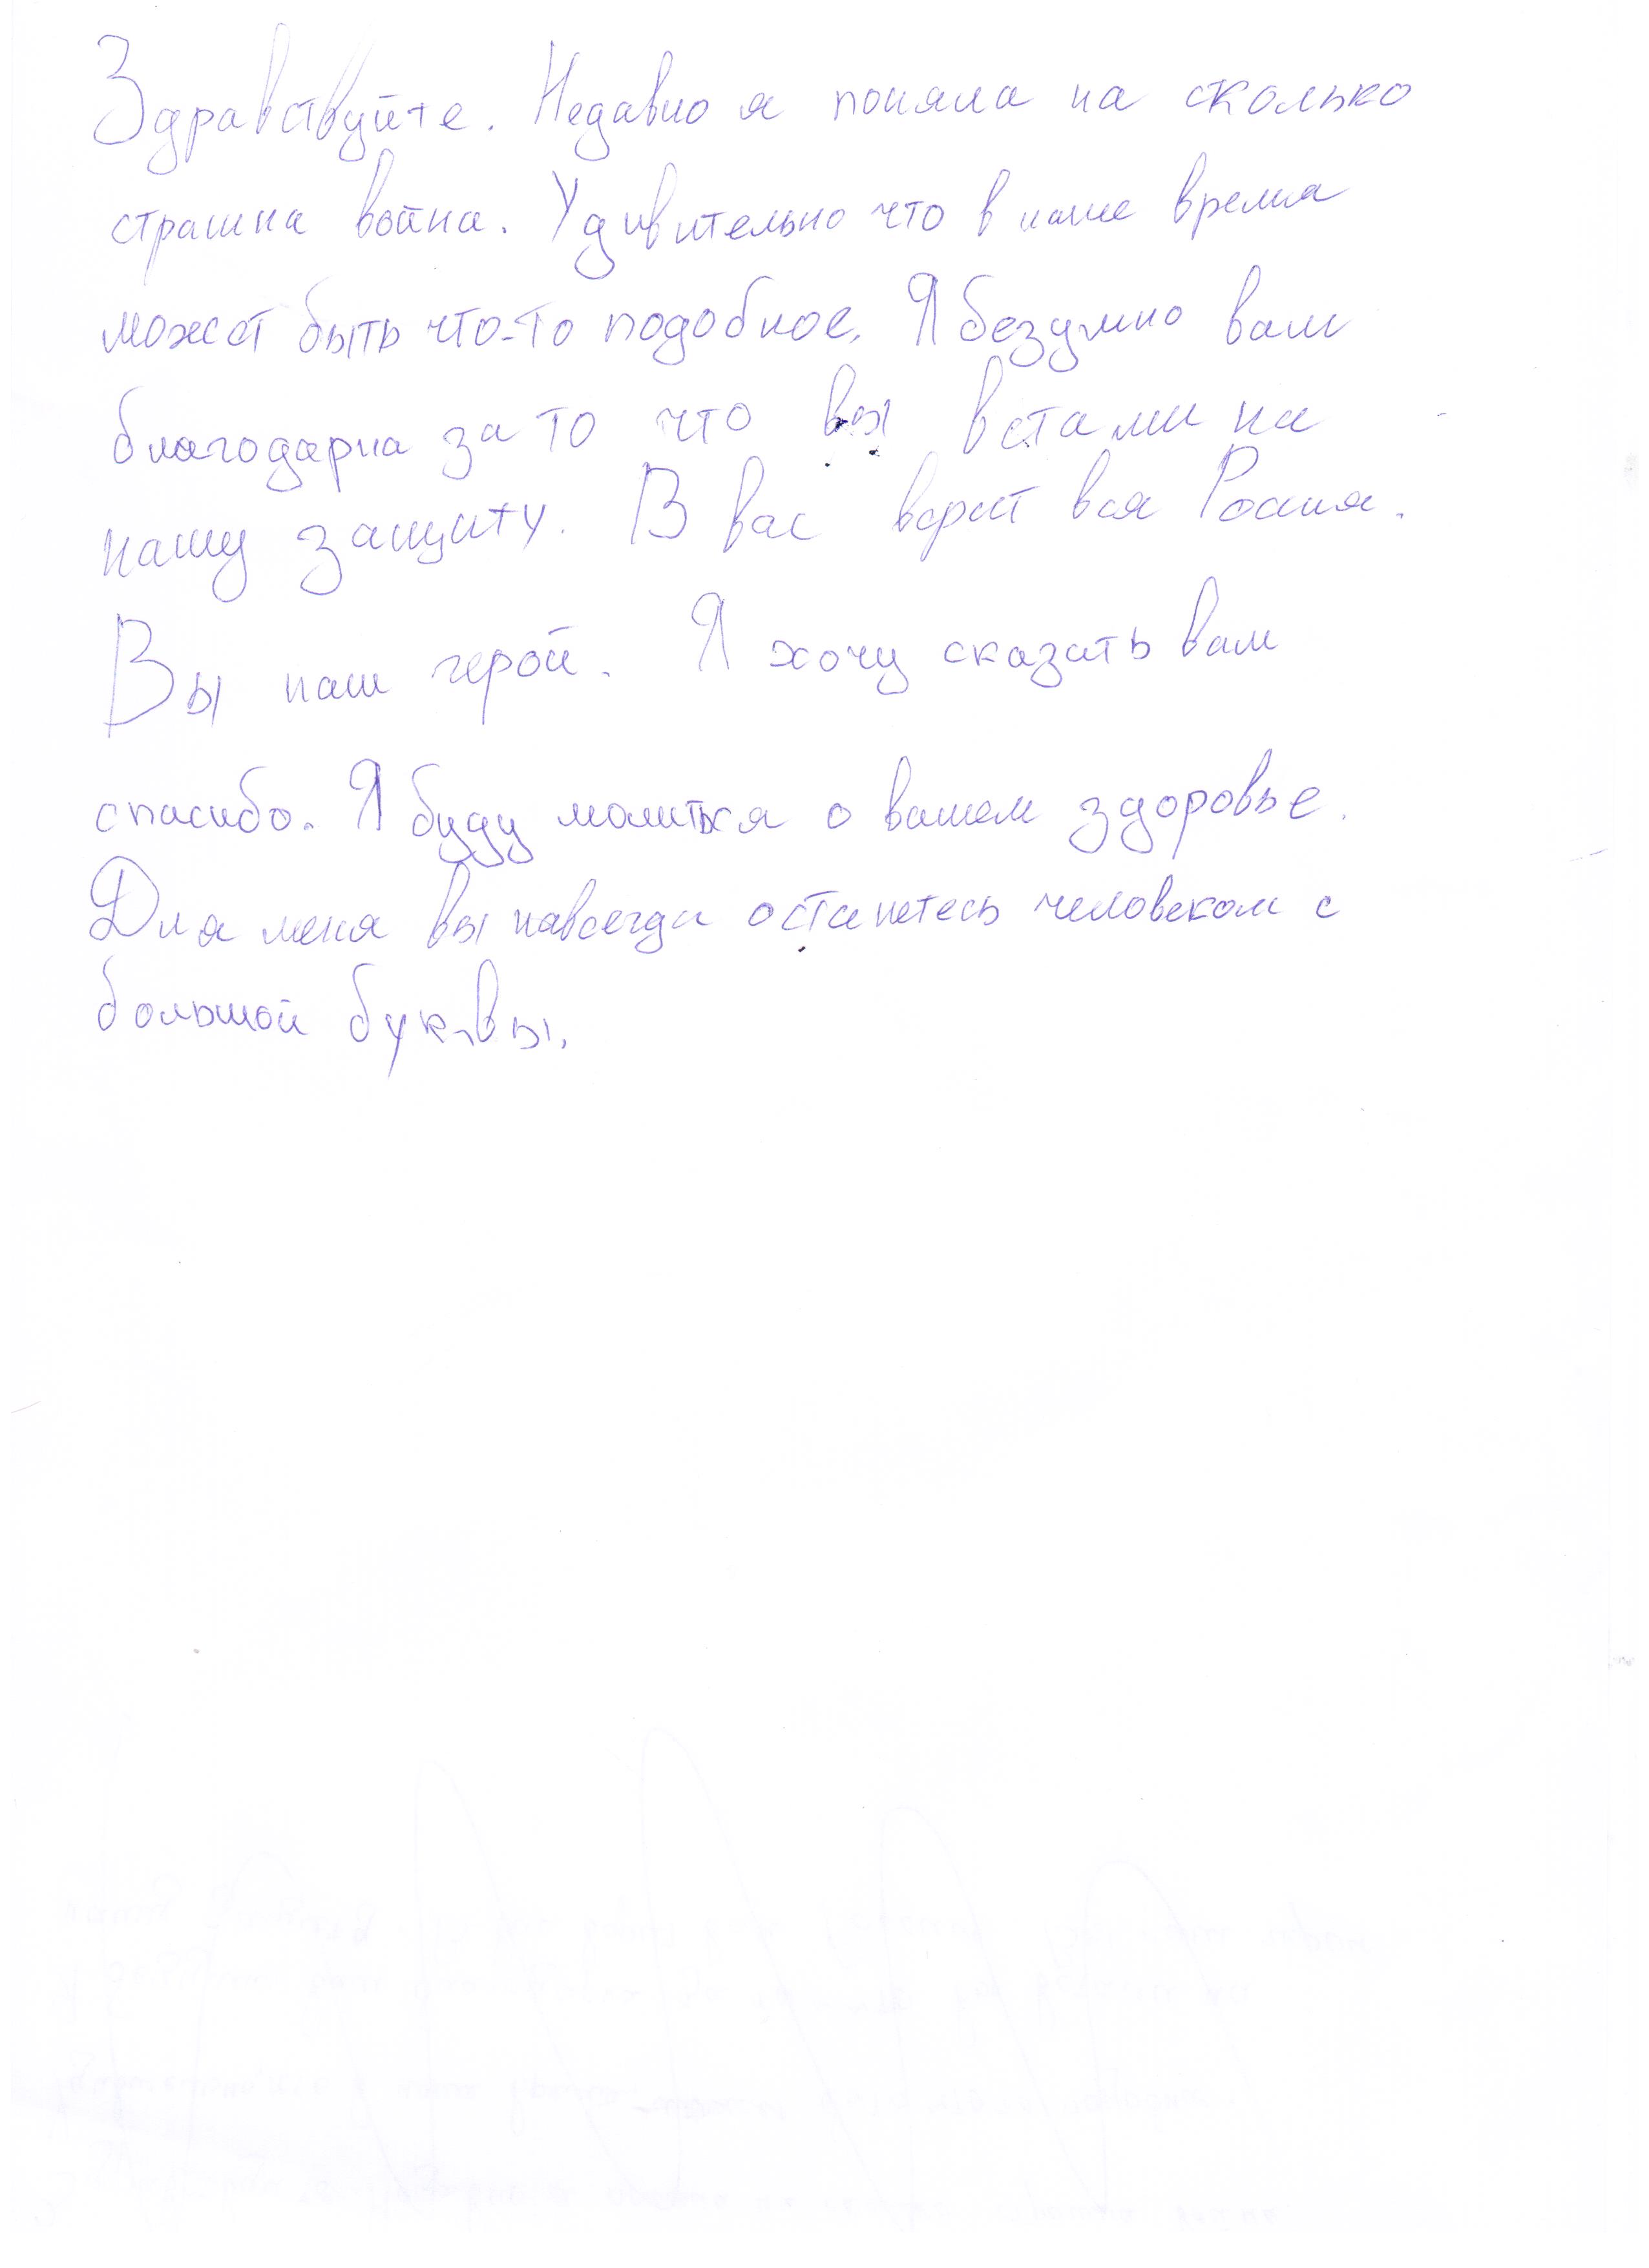 Здравствуйте. Недавно я поняла на сколько
страшна война. Удивительно что в наше время
может быть что-то подобное. Я безумно вам
благодарна за то что вы встали на
нашу защиту. В вас верит вся Россия.
Вы наш герой. Я хочу сказать вам
спасибо. Я буду молиться о вашем здоровье.
Для меня вы навсегда останетесь человеком с
большой буквы.